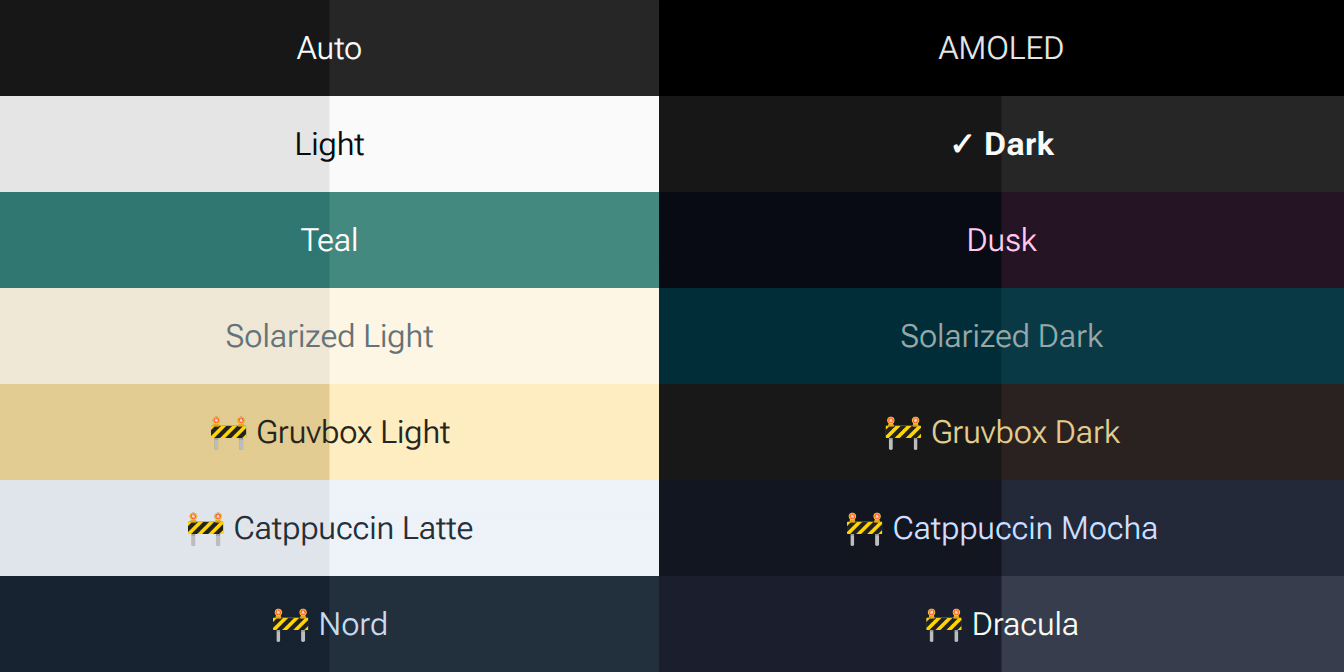 Auto
AMOLED
Light
✓ Dark
Teal
Dusk
Solarized Light
Solarized Dark
🚧 Gruvbox Light
🚧 Gruvbox Dark
🚧 Catppuccin Latte
🚧 Catppuccin Mocha
🚧 Nord
🚧 Dracula